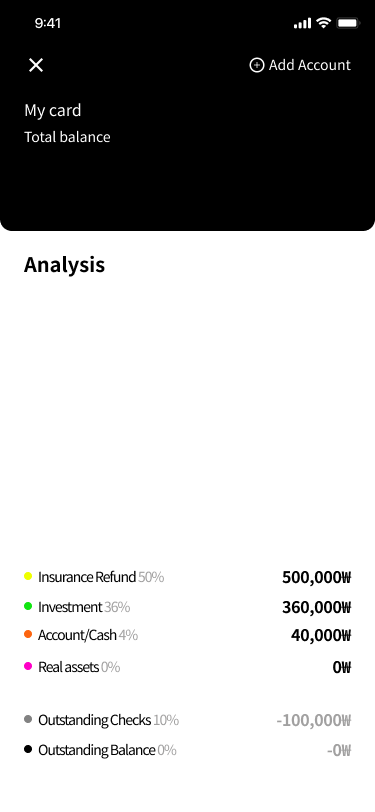 9:41
Add Account
My card
Total balance
Analysis
Insurance Refund 50% 500,000₩
Investment 36% 360,000₩
Account/Cash 4% 40,000₩
Real assets 0% 0₩
Outstanding Checks 10% -100,000₩
Outstanding Balance 0% -0₩